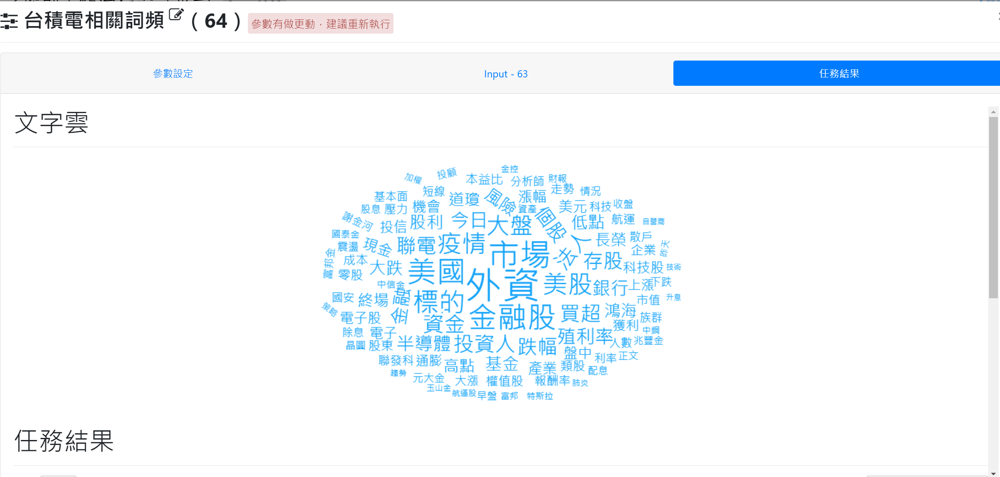 台積電相關詞頻 ( 64 ) 參數有做更動，建議重新執行
參數設定 Input - 63 任務結果
文字雲
金控
加權 投顧 本益比 分析師 財報
基本面 短線 道瓊 風險 漲幅 走勢 情況
股息 壓力 機會 資產 美元 科技 收盤
謝金河 投信 股利 今日 大盤 個股 低點 航運 自營商
國泰金 震盪 現金 聯電 疫情 市場 法人 長榮 散戶 企業 昨天
富邦金 成本 零股 大跌 美國 外資 美股 存股 科技股 技術
中信金 銀行 上漲 下跌
國安 終場 金融 標的 市值 升息
策略 電子股 資金 金融股 買超 鴻海 族群
除息 電子 殖利率 獲利 中鋼
晶圓 股東 半導體 投資人 跌幅 人數 兆豐金
聯發科 通膨 高點 基金 產業 盤中 類股 利率 正文
趨勢 元大金 大漲 權值股 報酬率 配息 肺炎
玉山金 航運股 早盤 富邦 特斯拉
任務結果